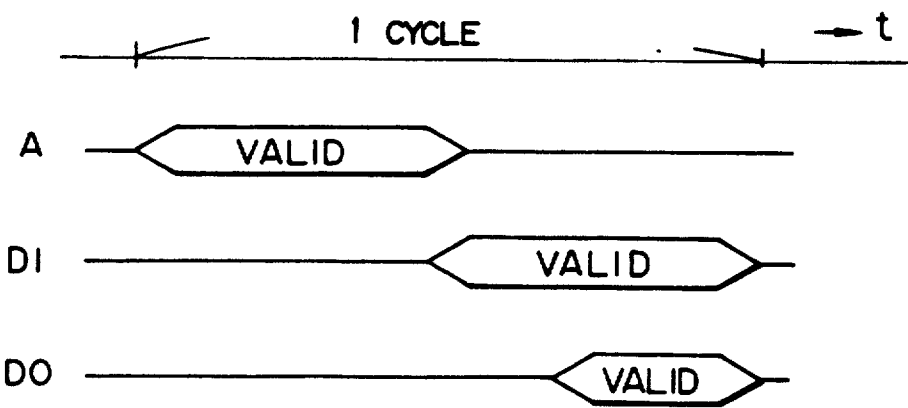 1 CYCLE → t
A VALID
DI VALID
DO VALID